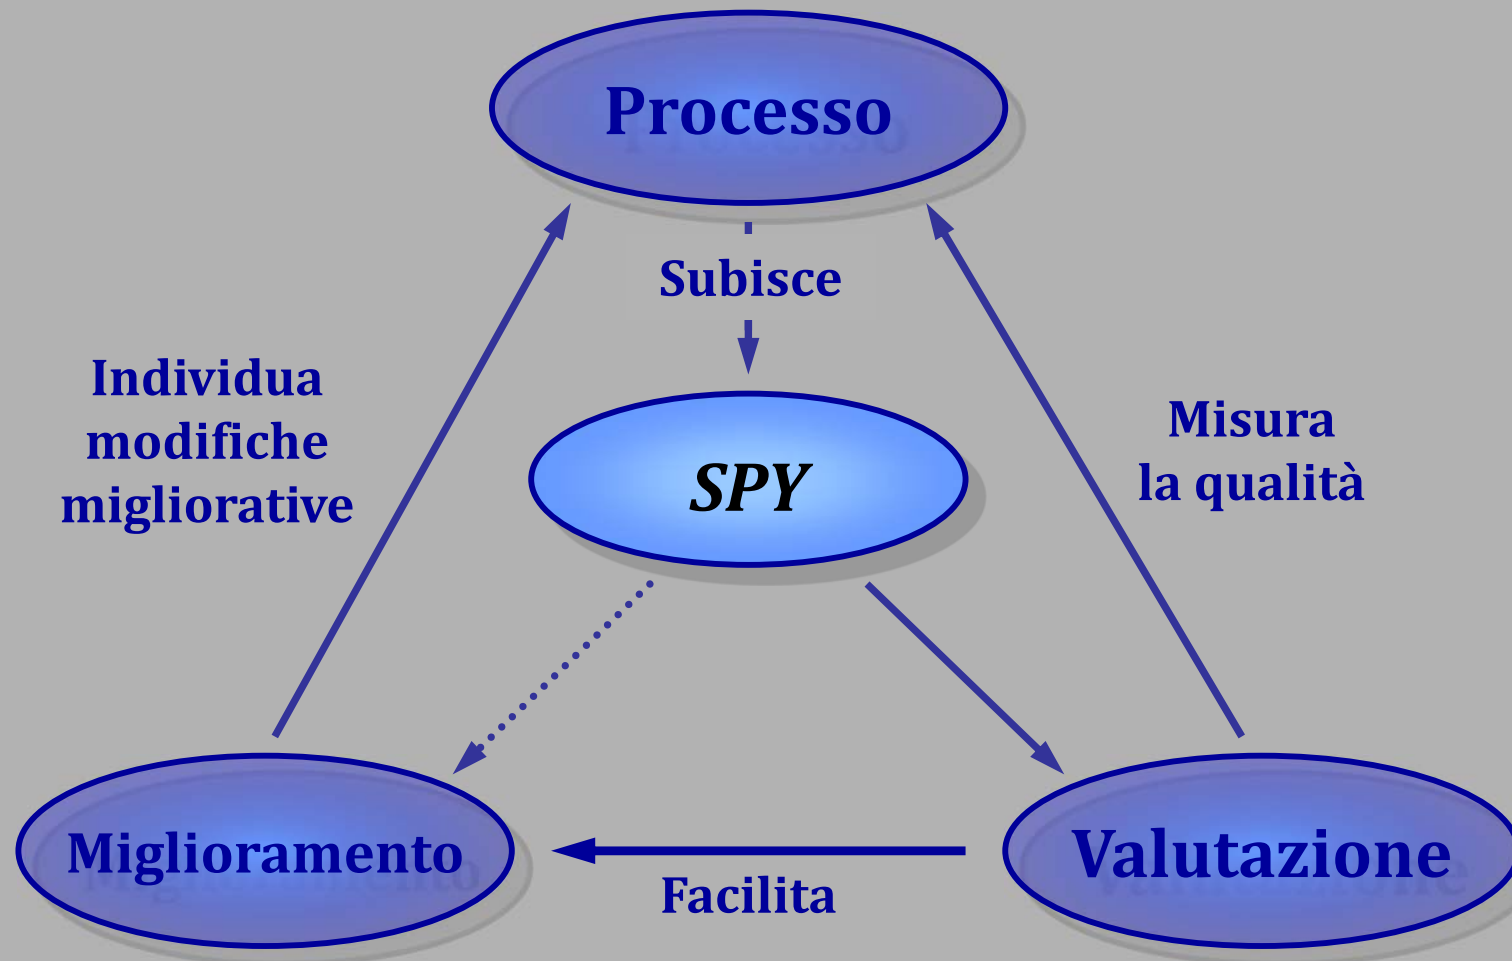 Processo
Subisce
Individua
modifiche
migliorative
Misura
la qualità
SPY
Miglioramento
Valutazione
Facilita